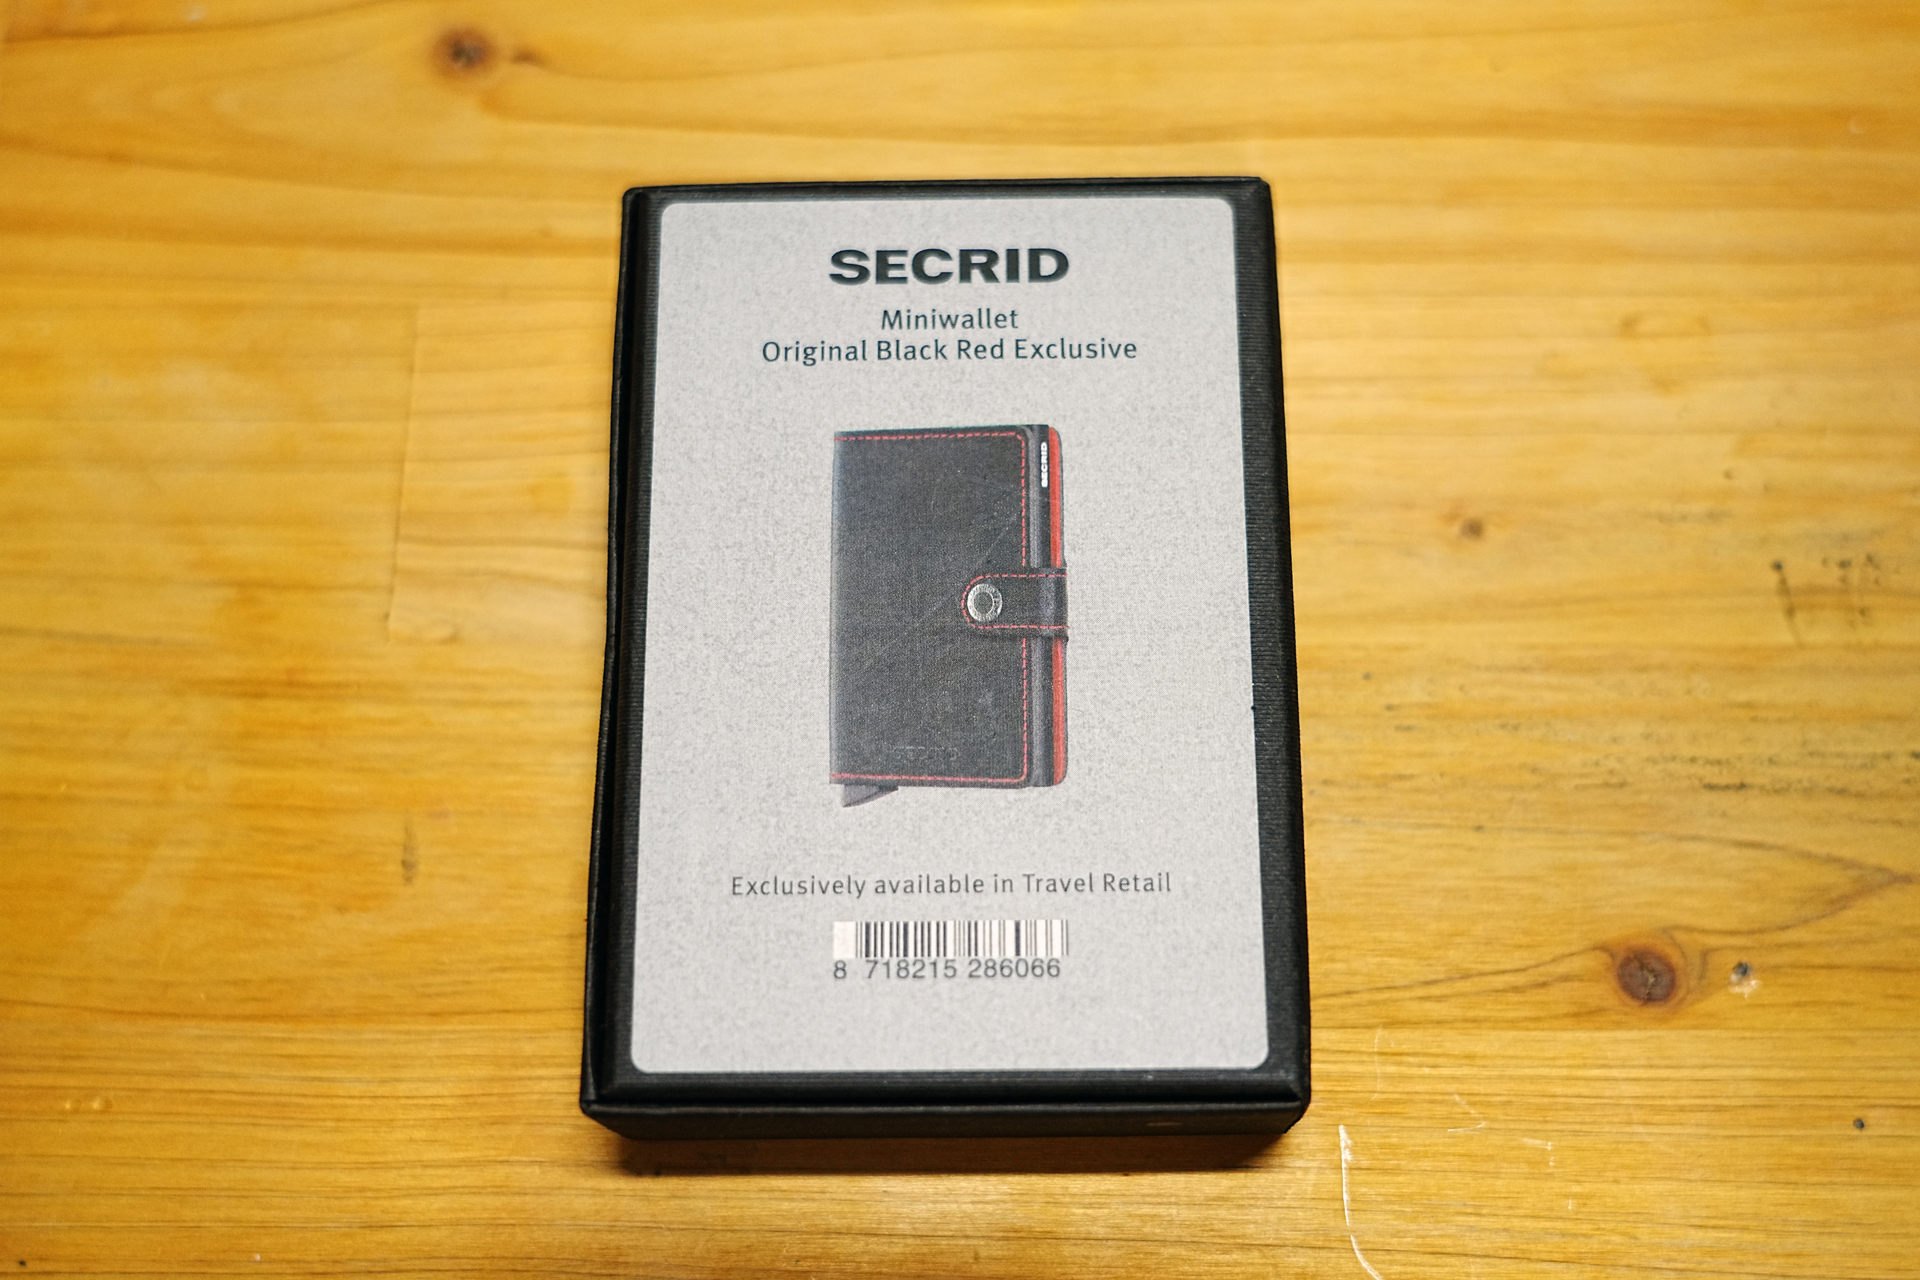 SECRID
Miniwallet
Original Black Red Exclusive
SECRID
Exclusively available in Travel Retail
8 718215 286066